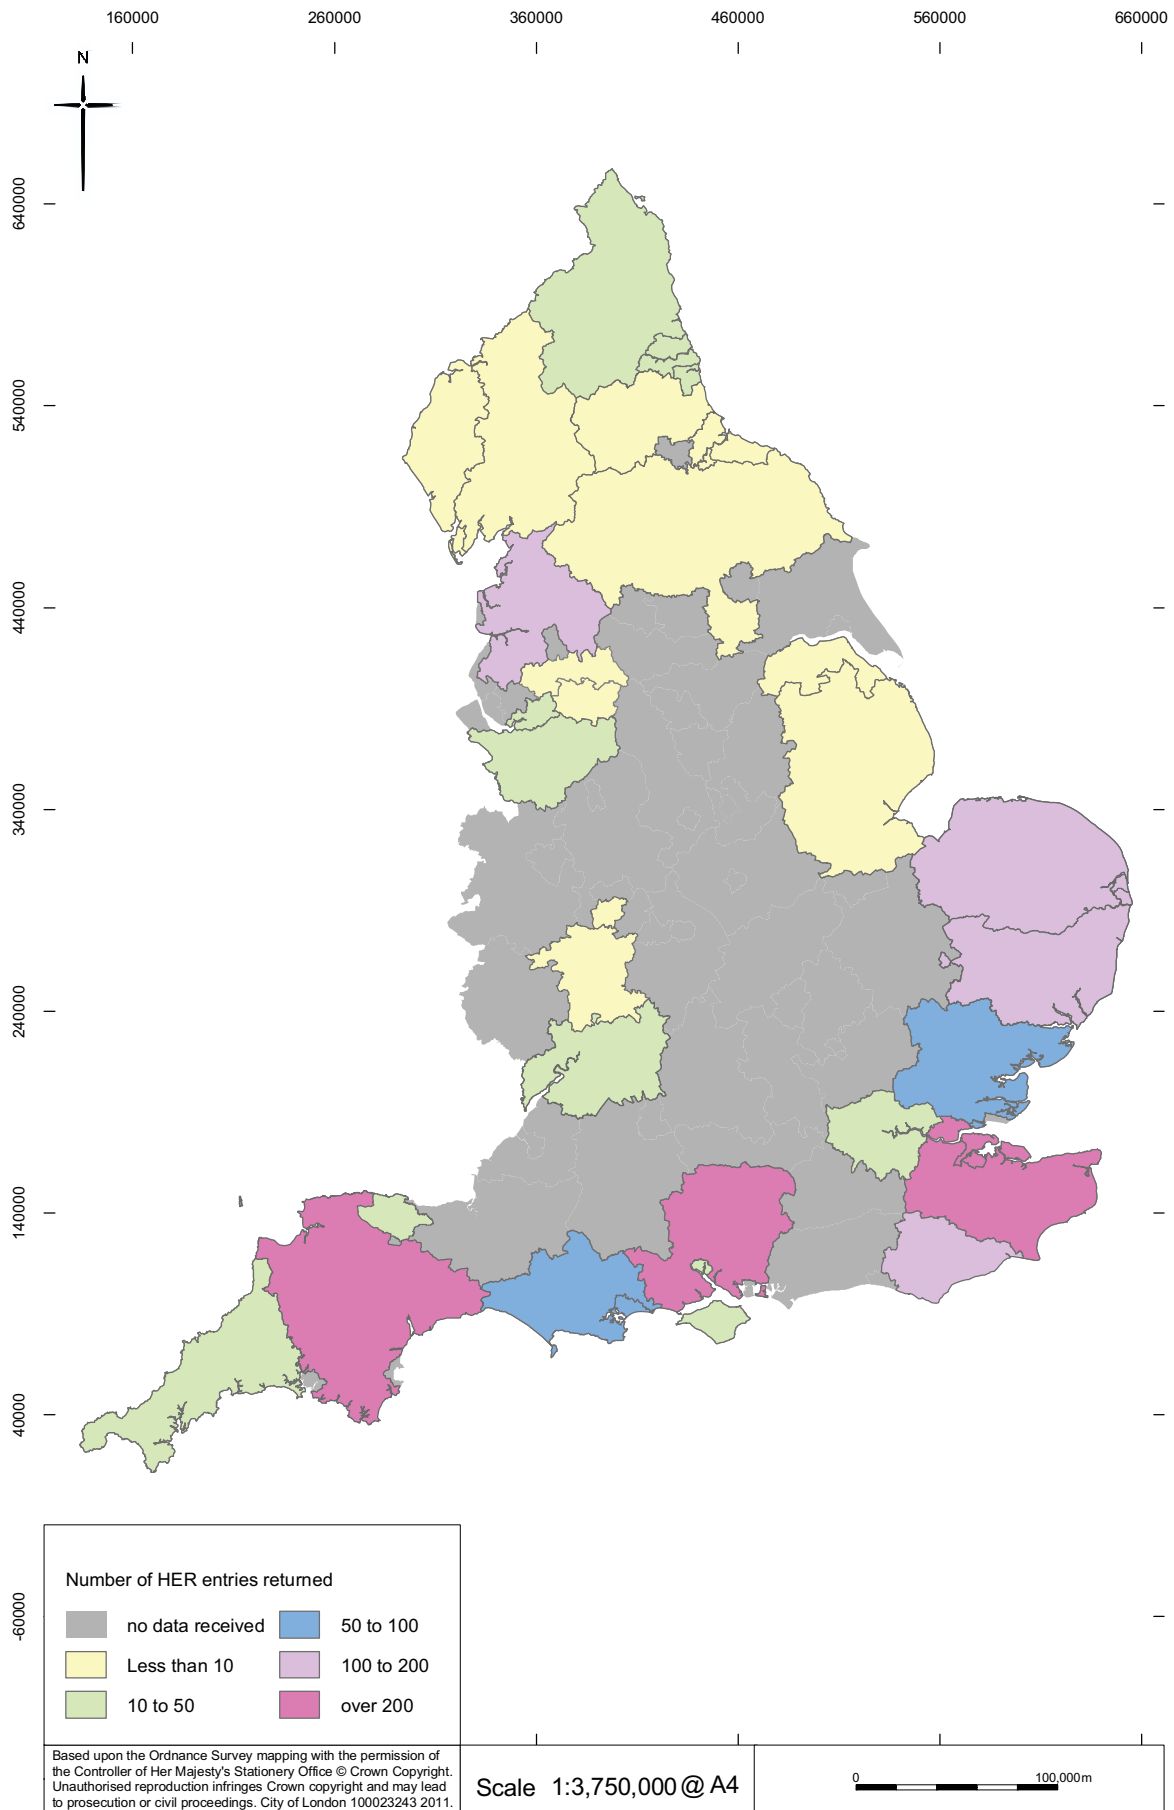 160000 260000 360000 460000 560000 660000
N
640000
540000
440000
340000
240000
140000
40000
-60000
Number of HER entries returned
no data received
50 to 100
Less than 10
100 to 200
10 to 50
over 200
Based upon the Ordnance Survey mapping with the permission of
the Controller of Her Majesty's Stationery Office © Crown Copyright.
Unauthorised reproduction infringes Crown copyright and may lead
to prosecution or civil proceedings. City of London 100023243 2011.
Scale 1:3,750,000 @ A4
0 100,000m